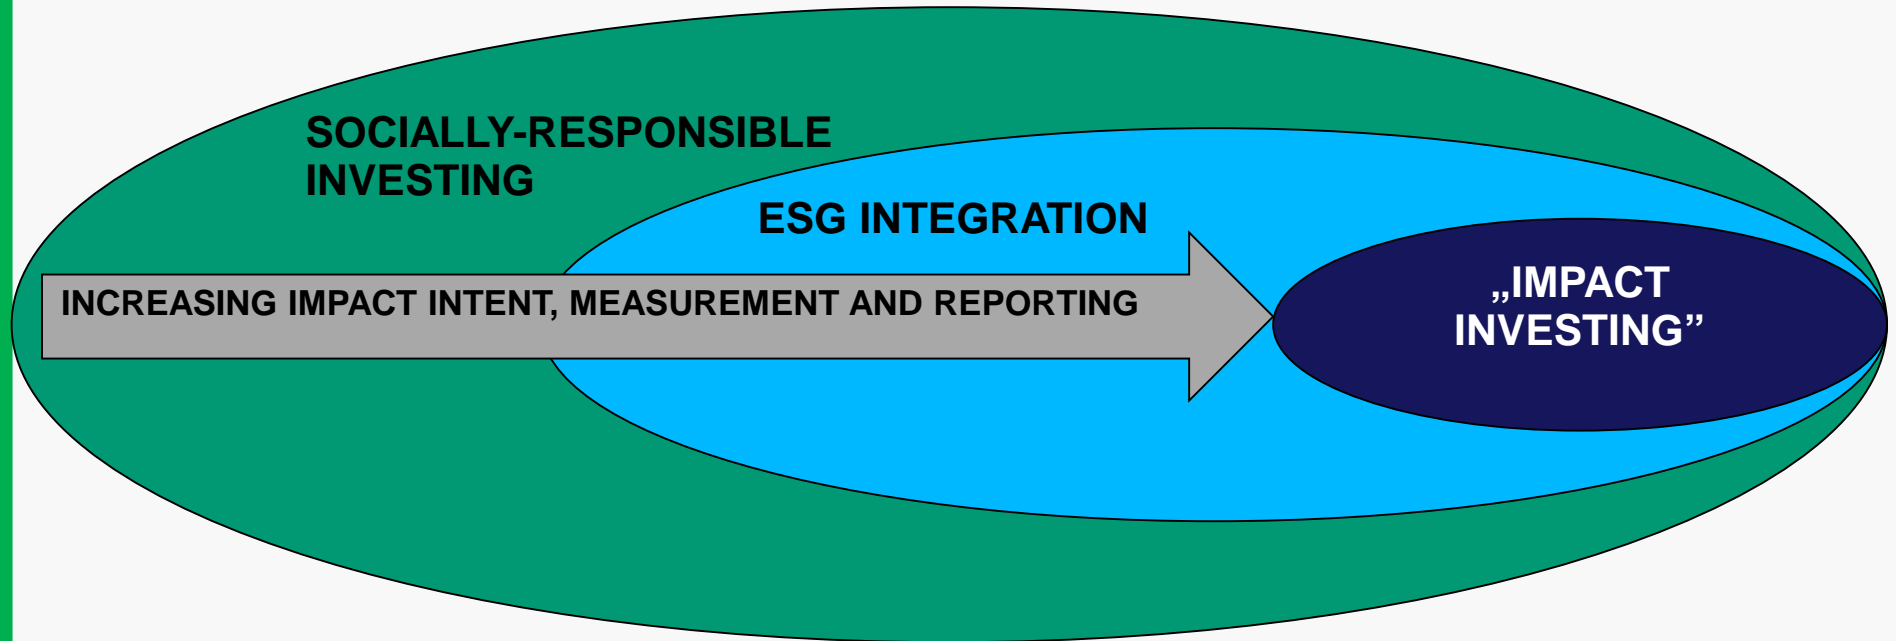 SOCIALLY-RESPONSIBLE
INVESTING
ESG INTEGRATION
INCREASING IMPACT INTENT, MEASUREMENT AND REPORTING
„IMPACT
INVESTING”